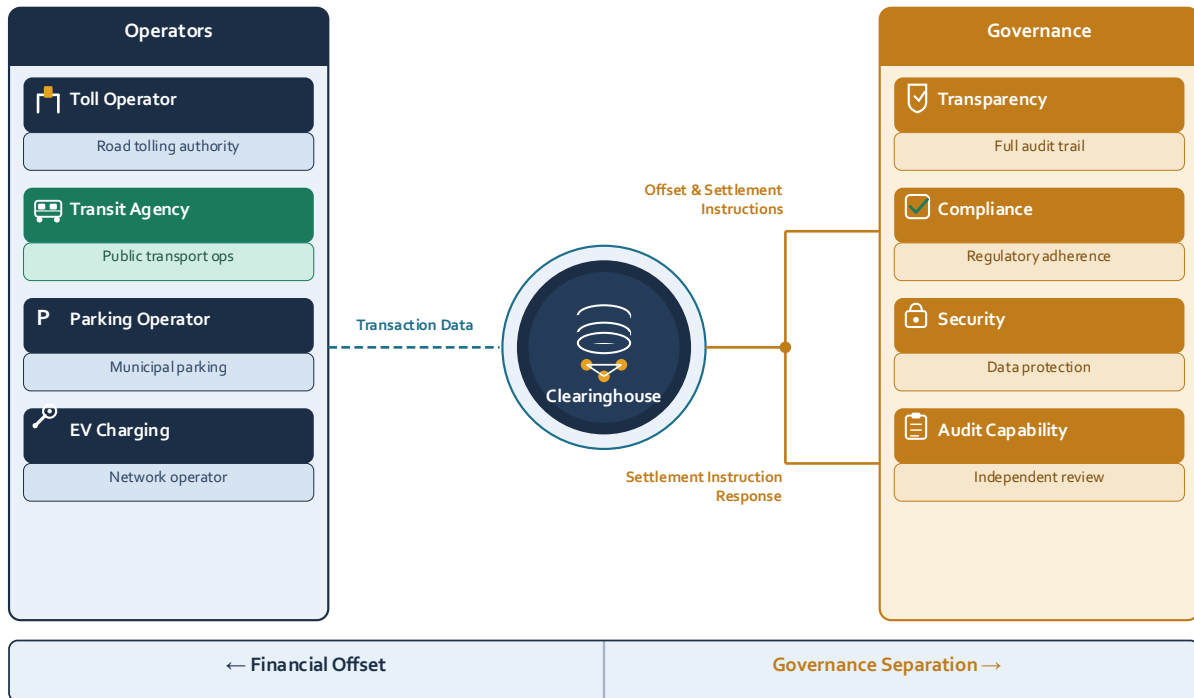 Operators
Toll Operator
Road tolling authority
Transit Agency
Public transport ops
P
Parking Operator
Municipal parking
EV Charging
Network operator
Transaction Data
Clearinghouse
Offset & Settlement
Instructions
Settlement Instruction
Response
Governance
Transparency
Full audit trail
Compliance
Regulatory adherence
Security
Data protection
Audit Capability
Independent review
← Financial Offset
Governance Separation →